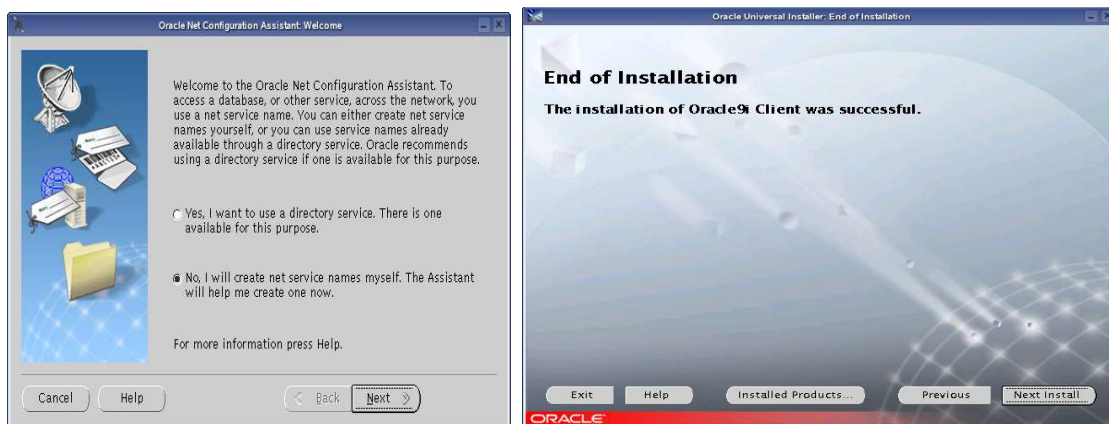 Oracle Net Configuration Assistant: Welcome
Welcome to the Oracle Net Configuration Assistant. To
access a database, or other service, across the network, you
use a net service name. You can either create net service
names yourself, or you can use service names already
available through a directory service. Oracle recommends
using a directory service if one is available for this purpose.
Yes, I want to use a directory service. There is one
available for this purpose.
No, I will create net service names myself. The Assistant
will help me create one now.
For more information press Help.
Cancel Help Back Next
Oracle Universal Installer: End of Installation
End of Installation
The installation of Oracle9i Client was successful.
Exit Help Installed Products... Previous Next Install
ORACLE